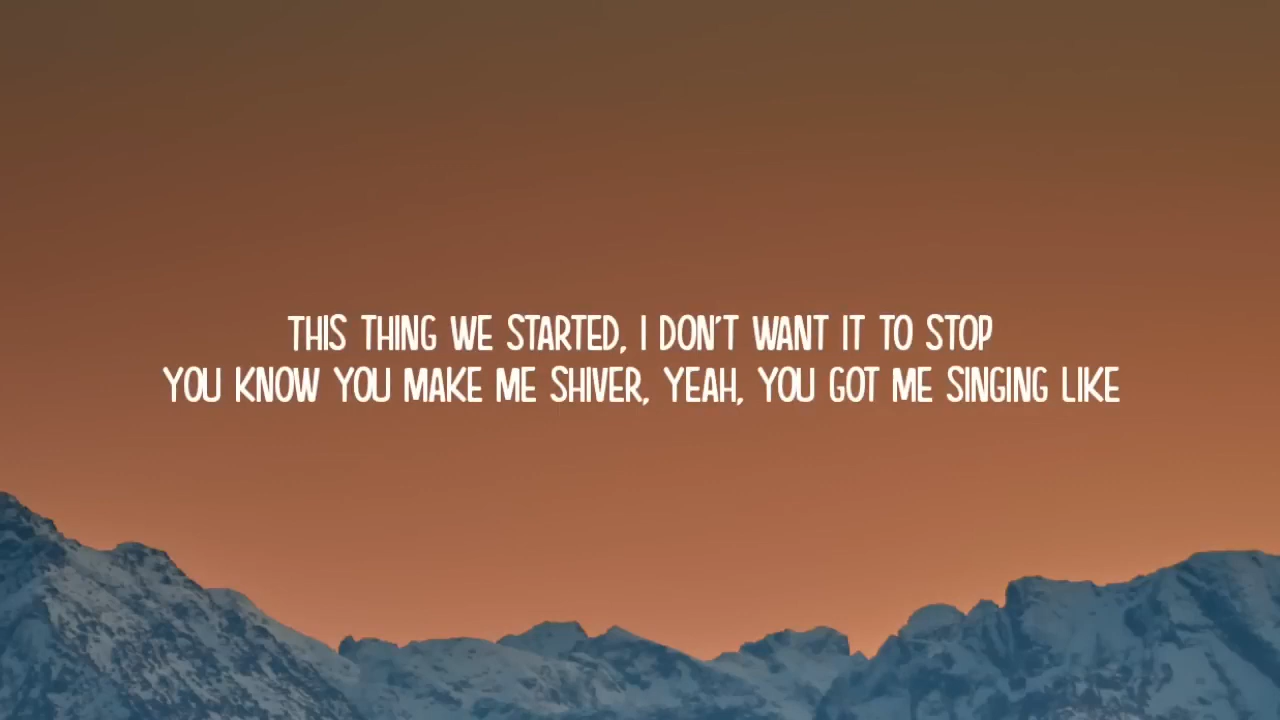 THIS THING WE STARTED, I DON'T WANT IT TO STOP
YOU KNOW YOU MAKE ME SHIVER, YEAH, YOU GOT ME SINGING LIKE